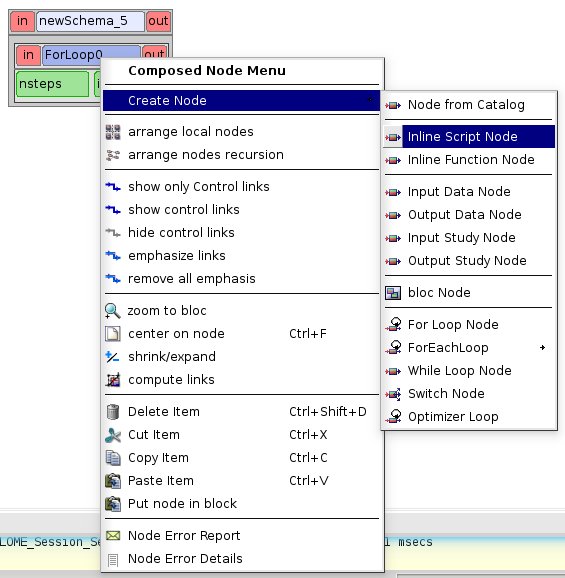 in newSchema_5 out
in ForLoop0 out
nsteps
Composed Node Menu
Create Node
arrange local nodes
arrange nodes recursion
show only Control links
show control links
hide control links
emphasize links
remove all emphasis
zoom to bloc
center on node Ctrl+F
shrink/expand
compute links
Delete Item Ctrl+Shift+D
Cut Item Ctrl+X
Copy Item Ctrl+C
Paste Item Ctrl+V
Put node in block
Node Error Report
Node Error Details
Node from Catalog
Inline Script Node
Inline Function Node
Input Data Node
Output Data Node
Input Study Node
Output Study Node
bloc Node
For Loop Node
ForEachLoop
While Loop Node
Switch Node
Optimizer Loop
LOME_Session_Se
msecs